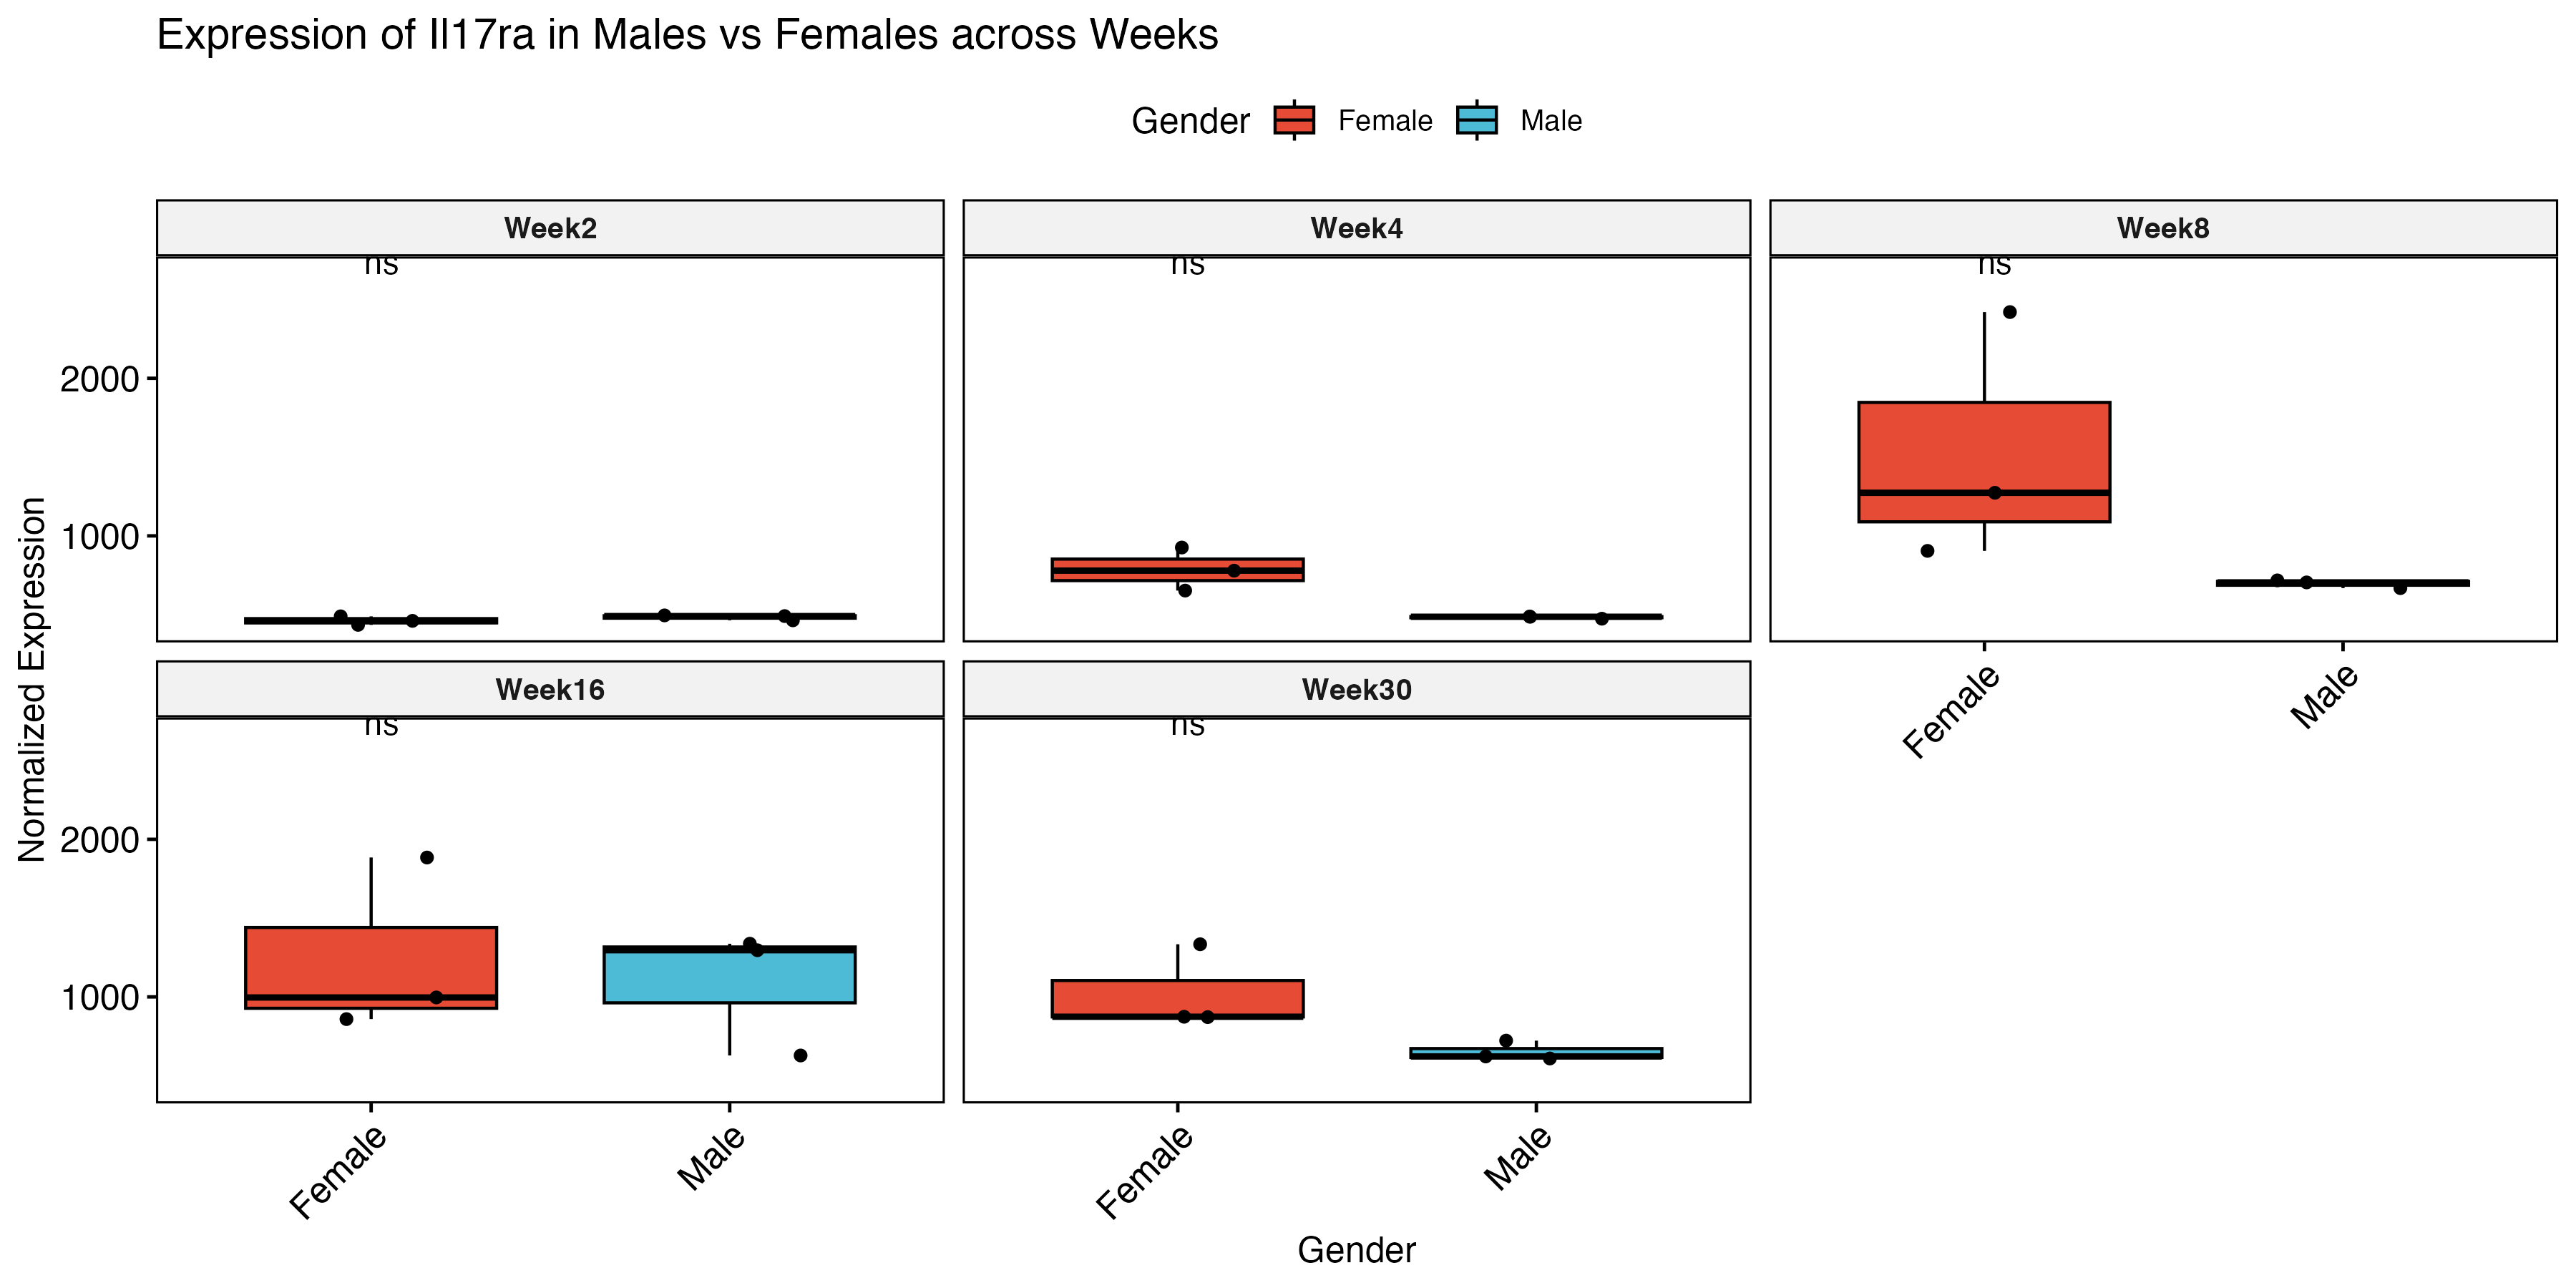 Expression of Il17ra in Males vs Females across Weeks
Gender Female Male
Week2 Week4 Week8
ns ns ns
2000
1000
Normalized Expression
Female Male
Week16 Week30
ns ns
2000
1000
Female Male Female Male
Gender